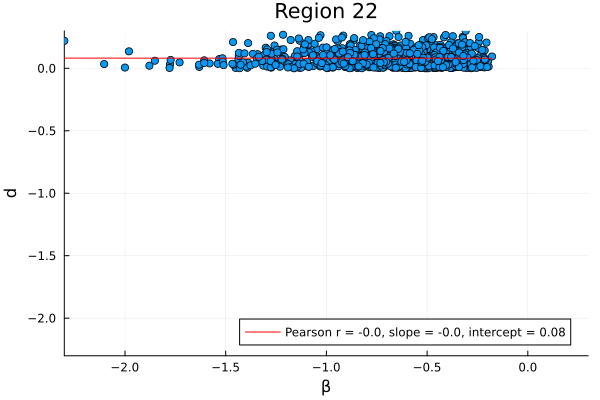 Region 22
d
0.0
−0.5
−1.0
−1.5
−2.0
Pearson r = -0.0, slope = -0.0, intercept = 0.08
−2.0 −1.5 −1.0 −0.5 0.0
β